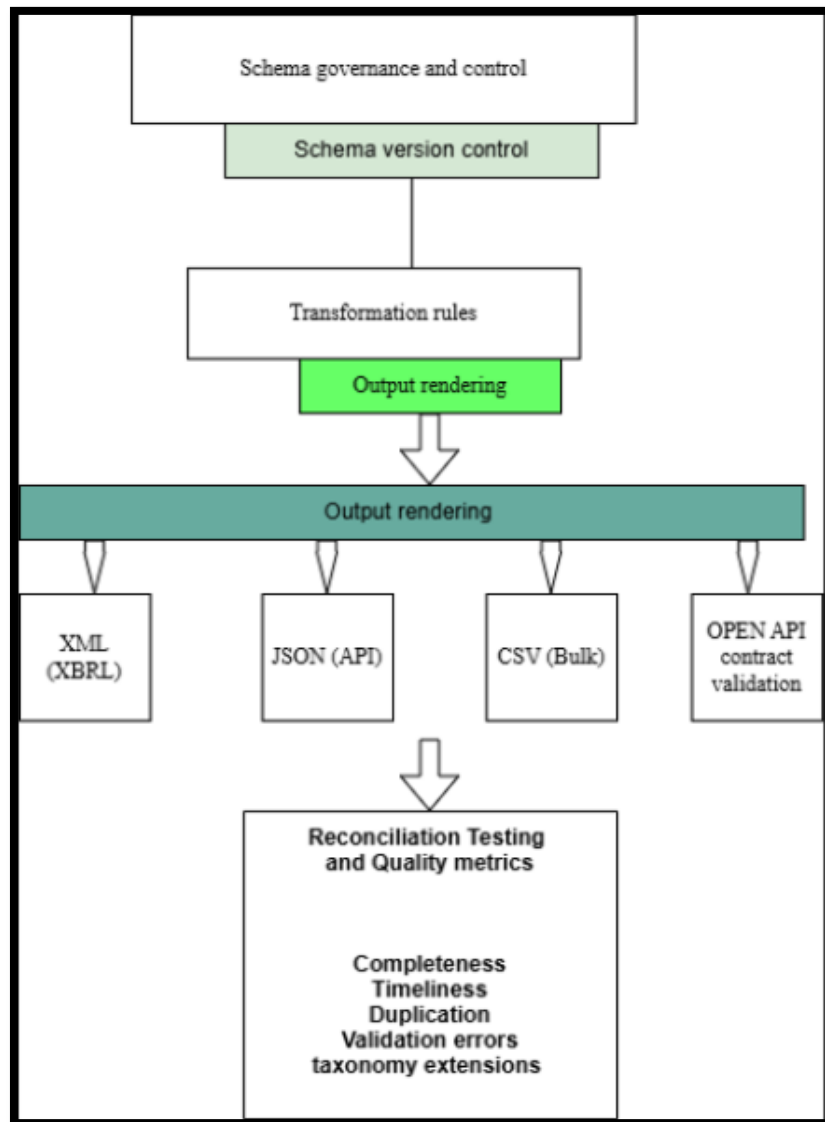 Schema governance and control
Schema version control
Transformation rules
Output rendering
Output rendering
XML
(XBRL)
JSON (API)
CSV (Bulk)
OPEN API
contract
validation
Reconciliation Testing
and Quality metrics
Completeness
Timeliness
Duplication
Validation errors
taxonomy extensions